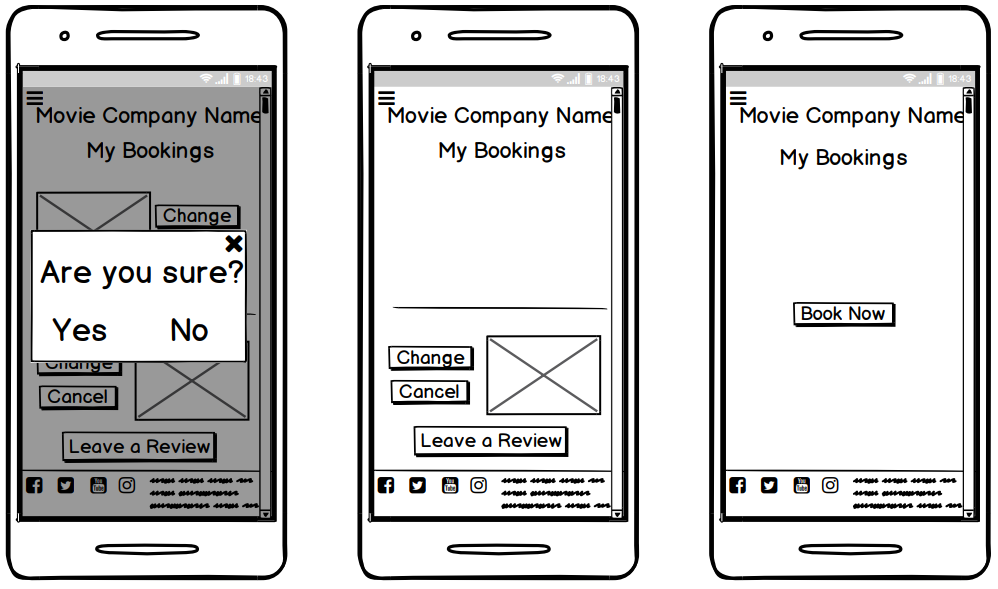 18:43
Movie Company Name
My Bookings
Change
Are you sure?
Yes No
Change
Cancel
Leave a Review
You Tube
18:43
Movie Company Name
My Bookings
Change
Cancel
Leave a Review
You Tube
18:43
Movie Company Name
My Bookings
Book Now
You Tube